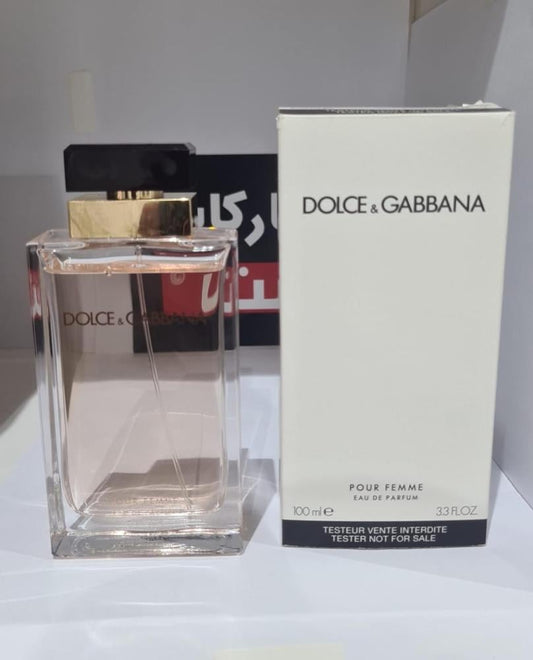 DOLCE & GABBANA
DOLCE & GABBANA
POUR FEMME
EAU DE PARFUM
100 ml e
3.3 FL.OZ.
TESTEUR VENTE INTERDITE
TESTER NOT FOR SALE